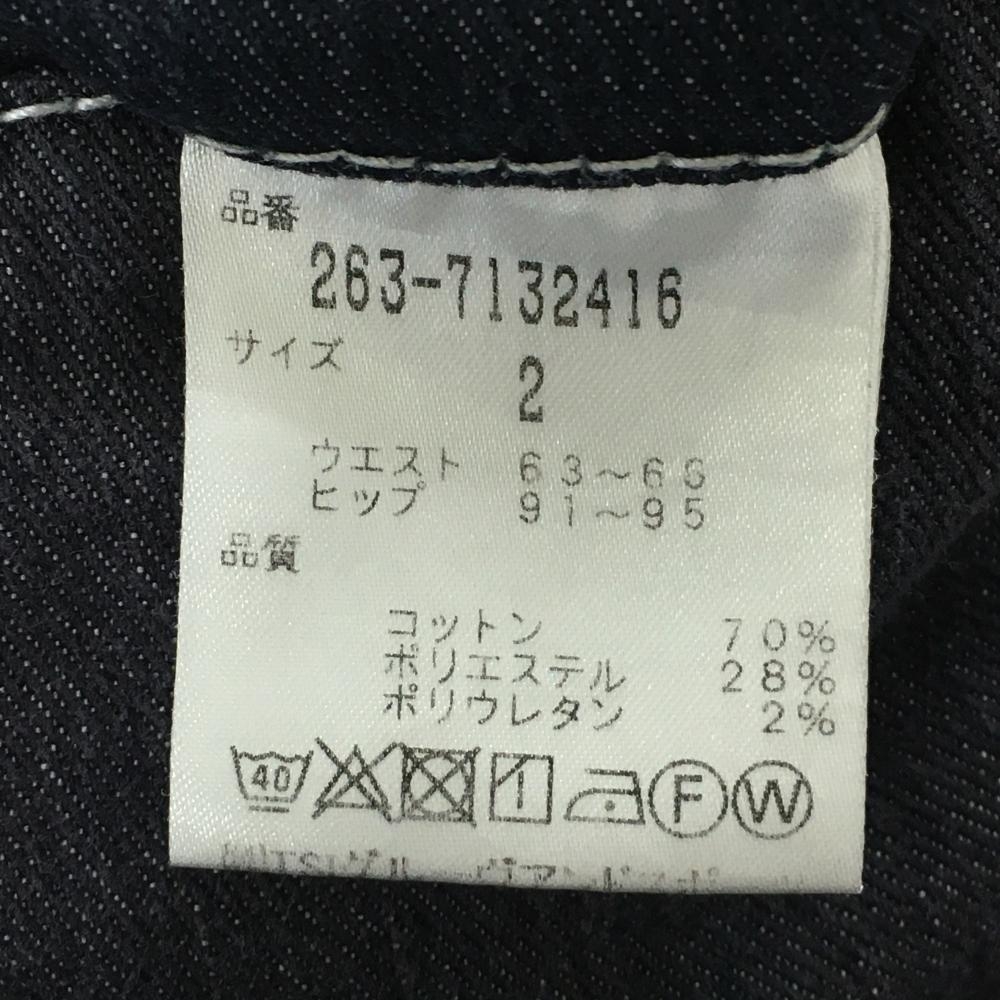 品番
263-7132416
サイズ
2
ウエスト 63～66
ヒップ 91～95
品質
コットン 70%
ポリエステル 28%
ポリウレタン 2%
40 F W